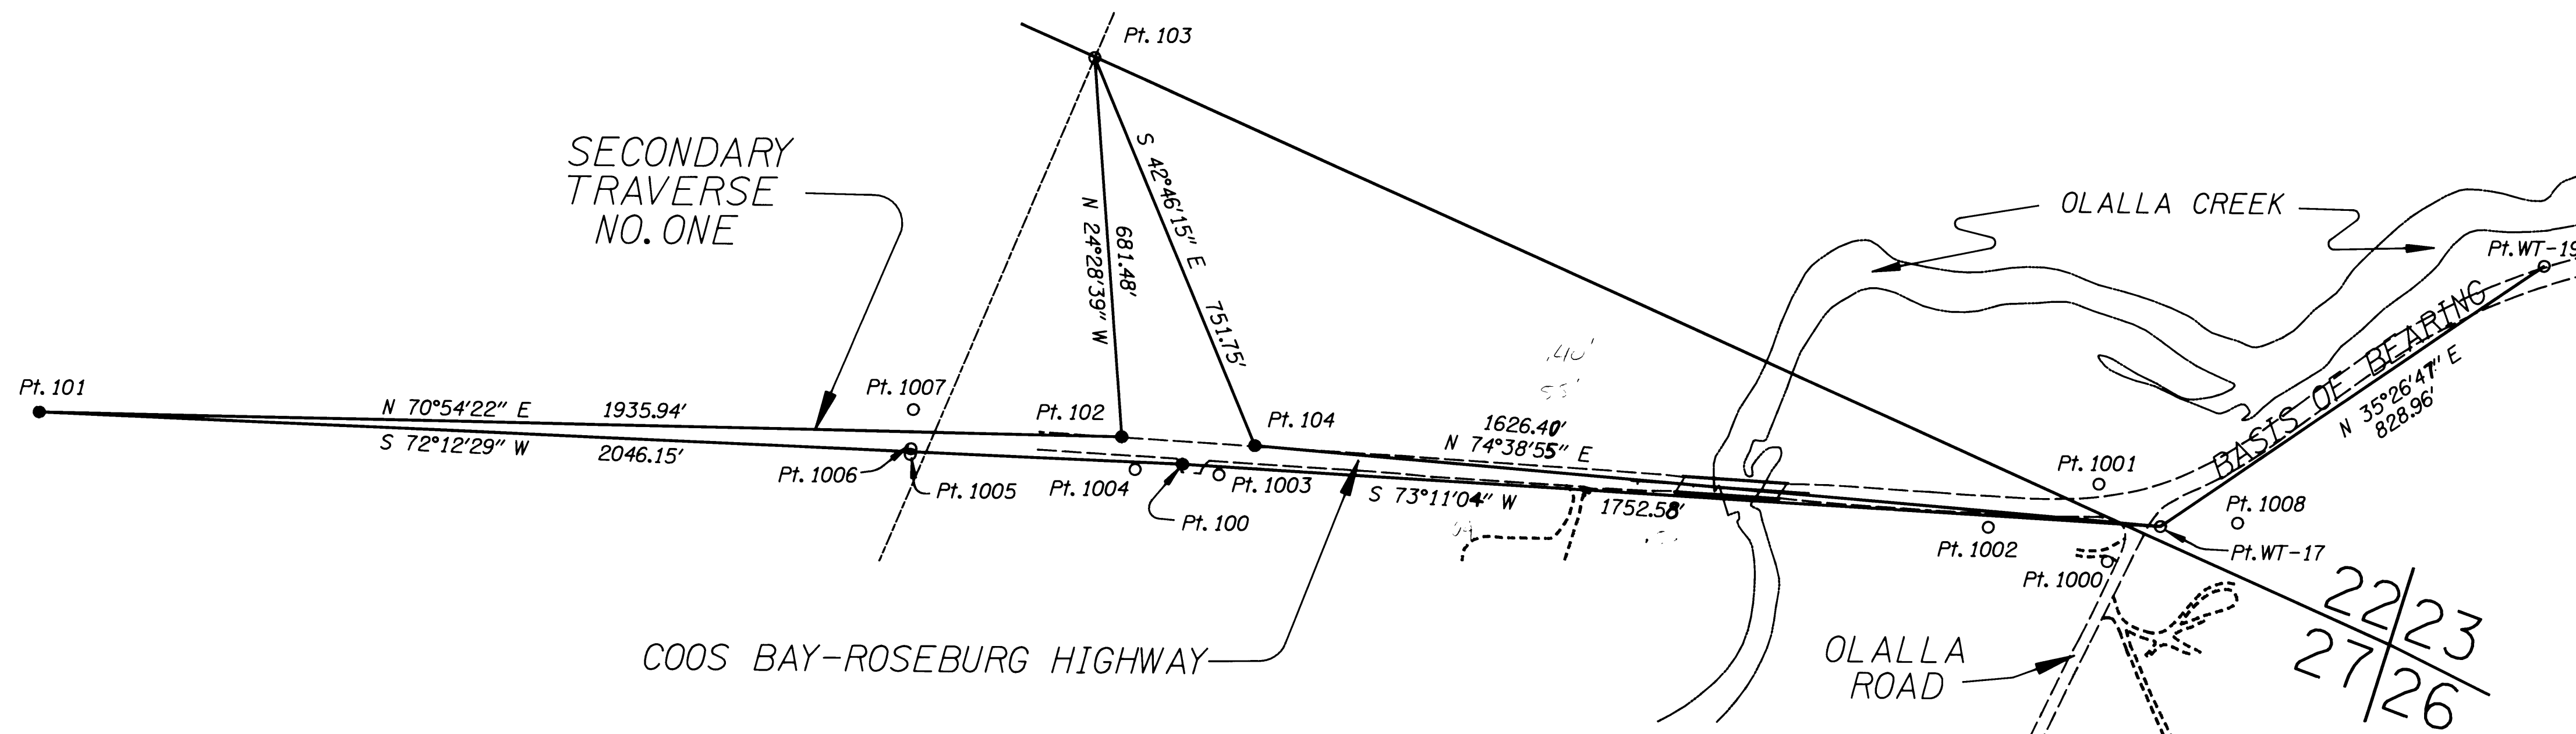 Pt. 103
SECONDARY
TRAVERSE
NO. ONE
S 42°46'15" E
751.75'
N 24°28'39" W
681.48'
OLALLA CREEK
Pt. WT-19
BASIS OF BEARING
N 35°26'47" E
828.96'
.40'
55'
Pt. 101
N 70°54'22" E 1935.94'
S 72°12'29" W 2046.15'
Pt. 1007
Pt. 102
Pt. 104
1626.40'
N 74°38'55" E
Pt. 1006
Pt. 1005
Pt. 1004
Pt. 100
Pt. 1003
S 73°11'04" W 1752.58'
Pt. 1001
Pt. 1008
Pt. 1002
Pt. WT-17
Pt. 1000
COOS BAY-ROSEBURG HIGHWAY
OLALLA
ROAD
22/23
27/26